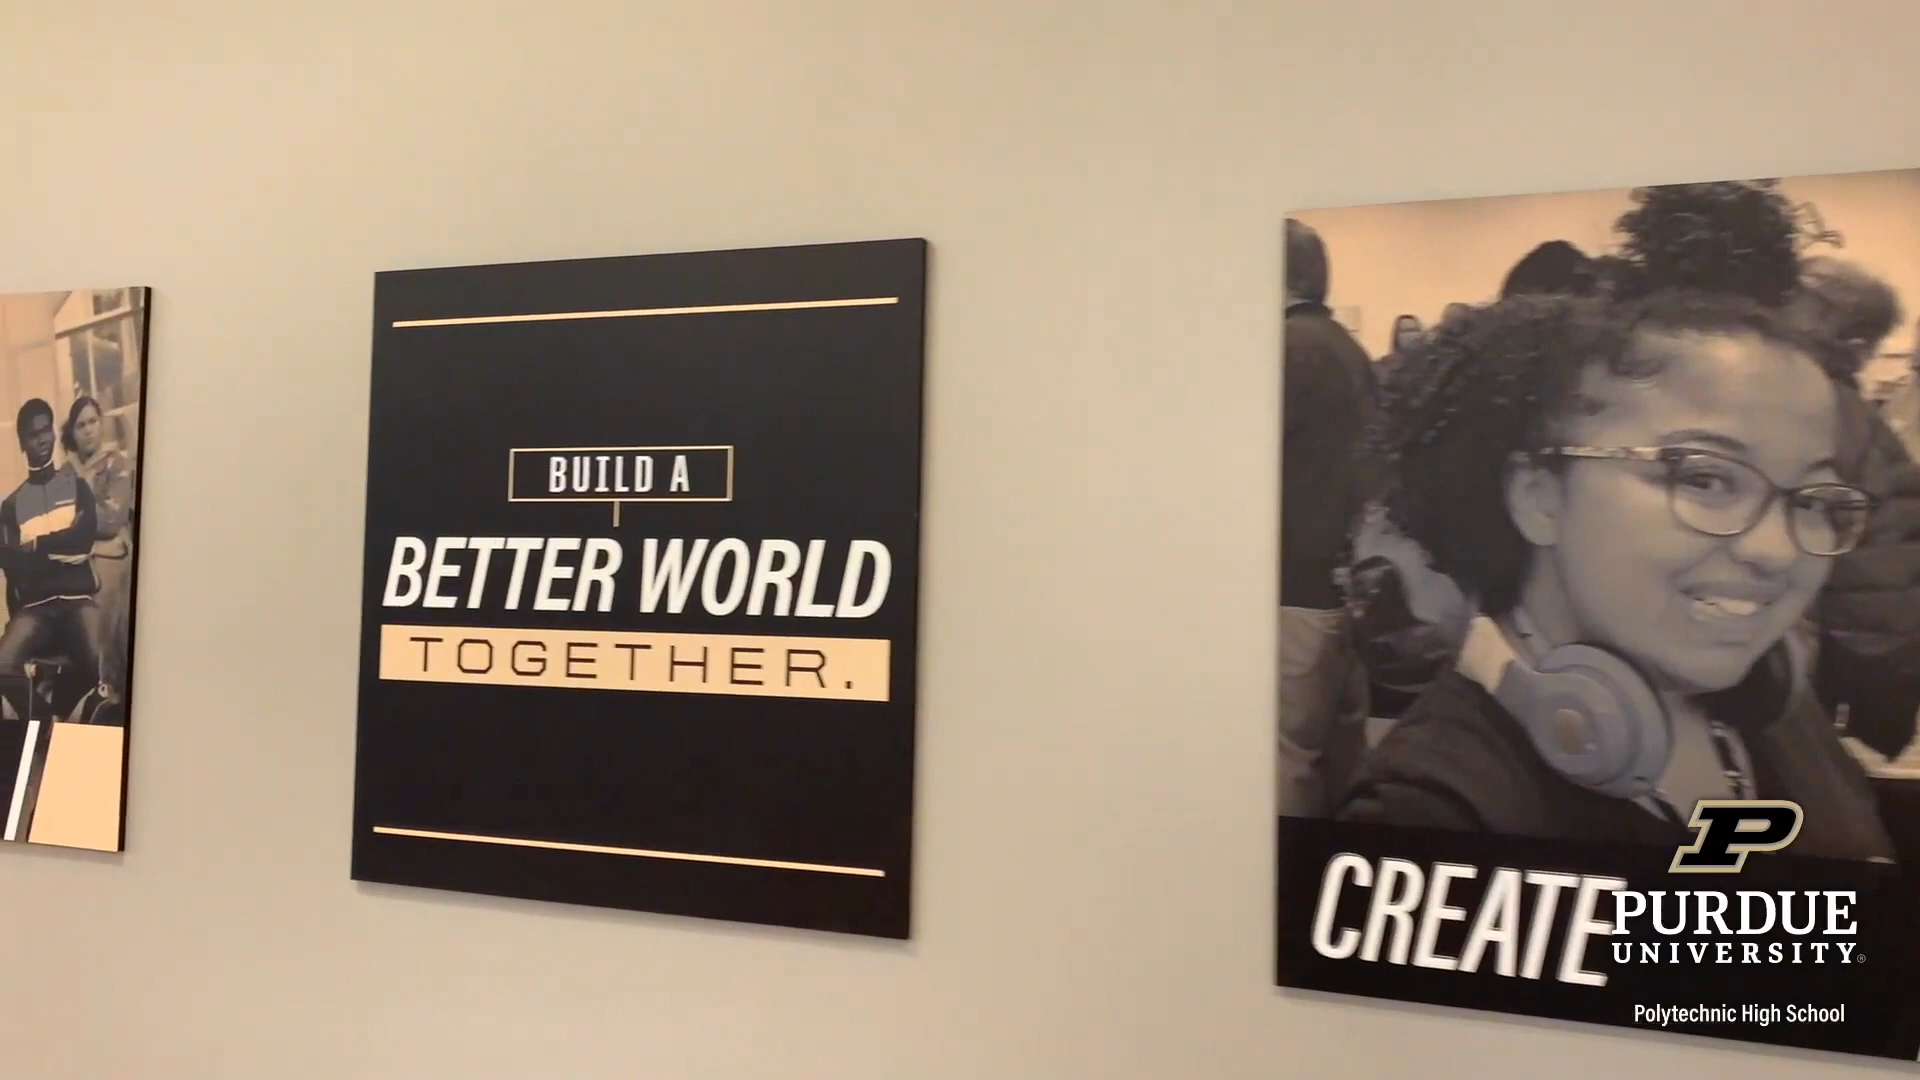 BUILD A
BETTER WORLD
TOGETHER.
CREATE
P
PURDUE
UNIVERSITY®
Polytechnic High School